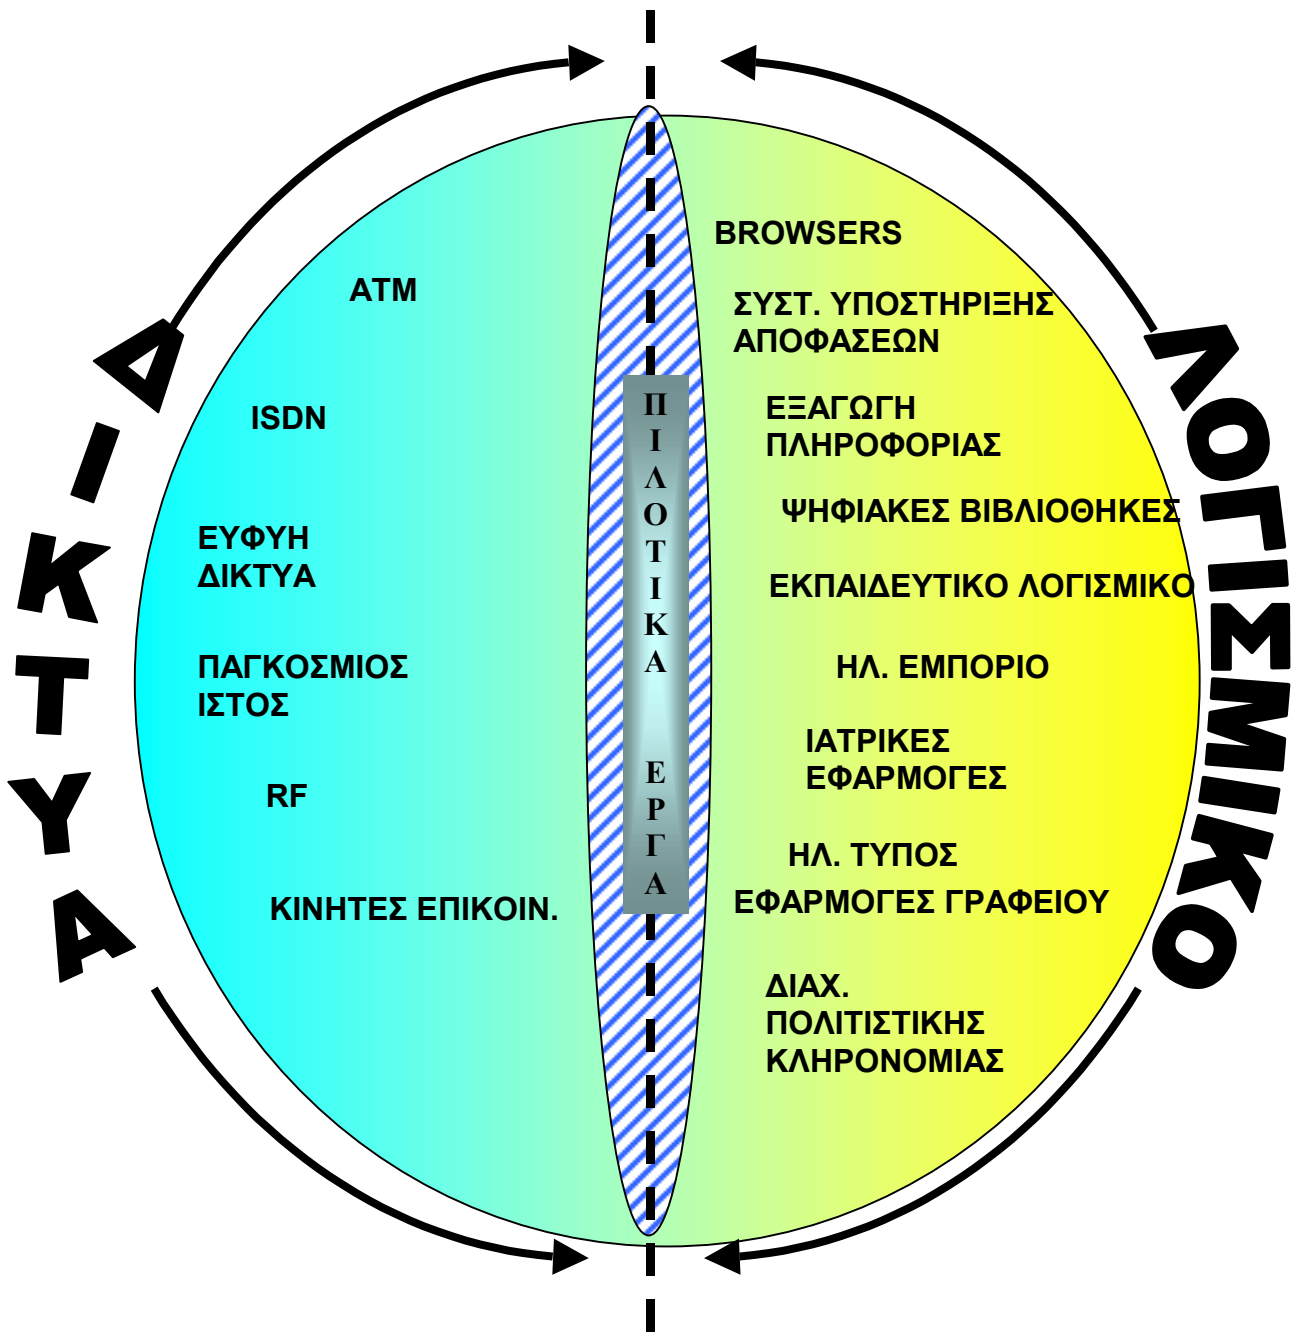 ΔΙΚΤΥΑ
ATM
ISDN
ΕΥΦΥΗ
ΔΙΚΤΥΑ
ΠΑΓΚΟΣΜΙΟΣ
ΙΣΤΟΣ
RF
ΚΙΝΗΤΕΣ ΕΠΙΚΟΙΝ.
ΠΙΛΟΤΙΚΑ ΕΡΓΑ
BROWSERS
ΣΥΣΤ. ΥΠΟΣΤΗΡΙΞΗΣ
ΑΠΟΦΑΣΕΩΝ
ΕΞΑΓΩΓΗ
ΠΛΗΡΟΦΟΡΙΑΣ
ΨΗΦΙΑΚΕΣ ΒΙΒΛΙΟΘΗΚΕΣ
ΕΚΠΑΙΔΕΥΤΙΚΟ ΛΟΓΙΣΜΙΚΟ
ΗΛ. ΕΜΠΟΡΙΟ
ΙΑΤΡΙΚΕΣ
ΕΦΑΡΜΟΓΕΣ
ΗΛ. ΤΥΠΟΣ
ΕΦΑΡΜΟΓΕΣ ΓΡΑΦΕΙΟΥ
ΔΙΑΧ.
ΠΟΛΙΤΙΣΤΙΚΗΣ
ΚΛΗΡΟΝΟΜΙΑΣ
ΛΟΓΙΣΜΙΚΟ